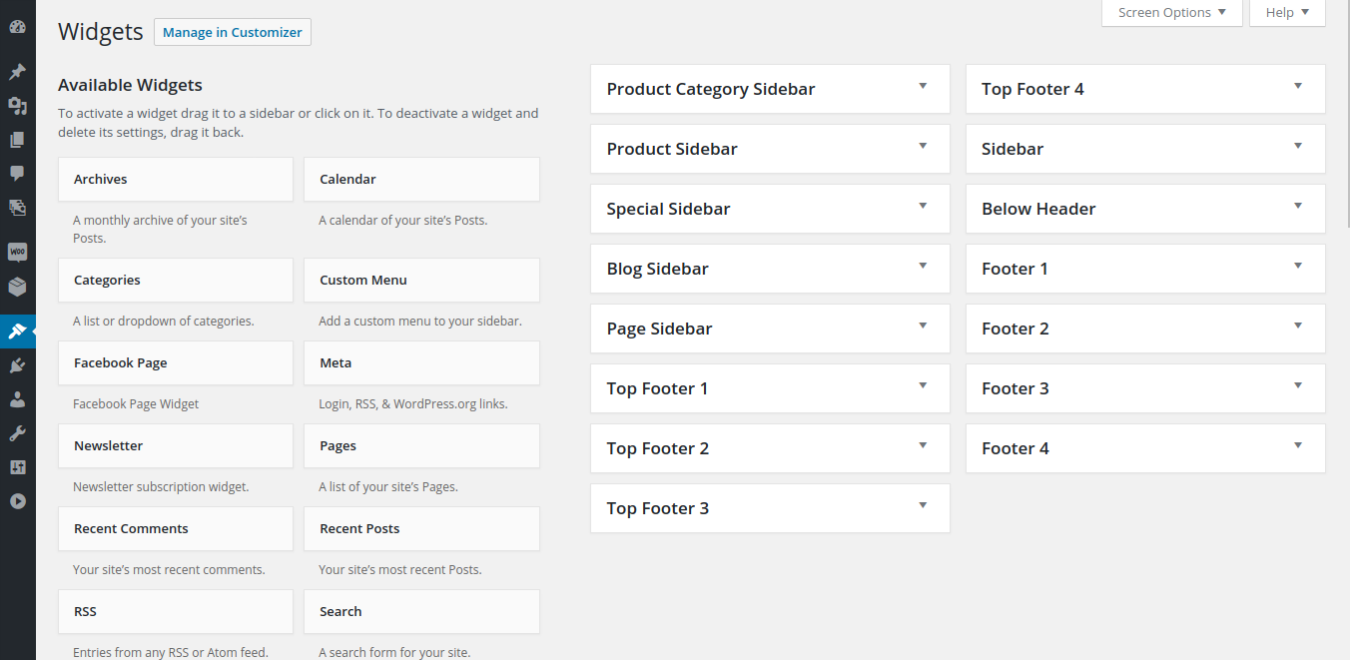 Screen Options
Help
Widgets
Manage in Customizer
Available Widgets
To activate a widget drag it to a sidebar or click on it. To deactivate a widget and
delete its settings, drag it back.
Archives
A monthly archive of your site's
Posts.
Calendar
A calendar of your site's Posts.
Categories
A list or dropdown of categories.
Custom Menu
Add a custom menu to your sidebar.
Facebook Page
Facebook Page Widget
Meta
Login, RSS, & WordPress.org links.
Newsletter
Newsletter subscription widget.
Pages
A list of your site's Pages.
Recent Comments
Your site's most recent comments.
Recent Posts
Your site's most recent Posts.
RSS
Entries from any RSS or Atom feed.
Search
A search form for your site.
Product Category Sidebar
Product Sidebar
Special Sidebar
Blog Sidebar
Page Sidebar
Top Footer 1
Top Footer 2
Top Footer 3
Top Footer 4
Sidebar
Below Header
Footer 1
Footer 2
Footer 3
Footer 4
WOO